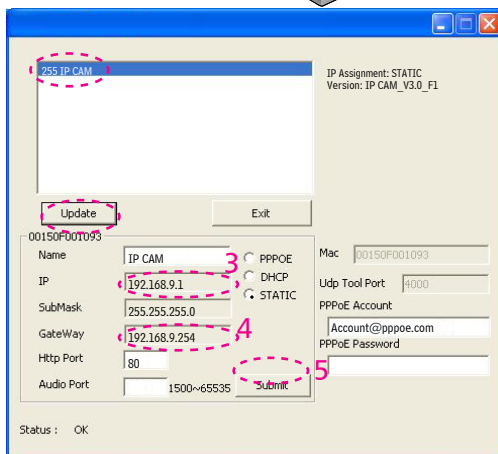 255 IP CAM
IP Assignment: STATIC
Version: IP CAM_V3.0_F1
Update
Exit
00150F001093
Name
IP CAM
3
PPPOE
IP
192.168.9.1
DHCP
STATIC
SubMask
255.255.255.0
GateWay
192.168.9.254
4
Http Port
80
Audio Port
1500~65535
Submit
5
Mac
00150F001093
Udp Tool Port
4000
PPPoE Account
Account@pppoe.com
PPPoE Password
Status : OK